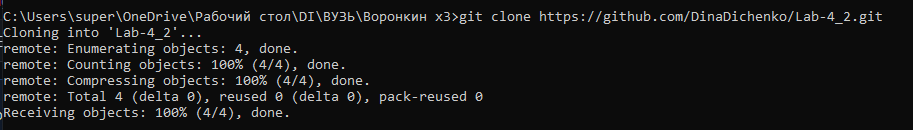 C:\Users\super\OneDrive\Рабочий стол\DI\ВУЗЬ\Воронкин х3>git clone https://github.com/DinaDichenko/Lab-4_2.git
Cloning into 'Lab-4_2'...
remote: Enumerating objects: 4, done.
remote: Counting objects: 100% (4/4), done.
remote: Compressing objects: 100% (4/4), done.
remote: Total 4 (delta 0), reused 0 (delta 0), pack-reused 0
Receiving objects: 100% (4/4), done.